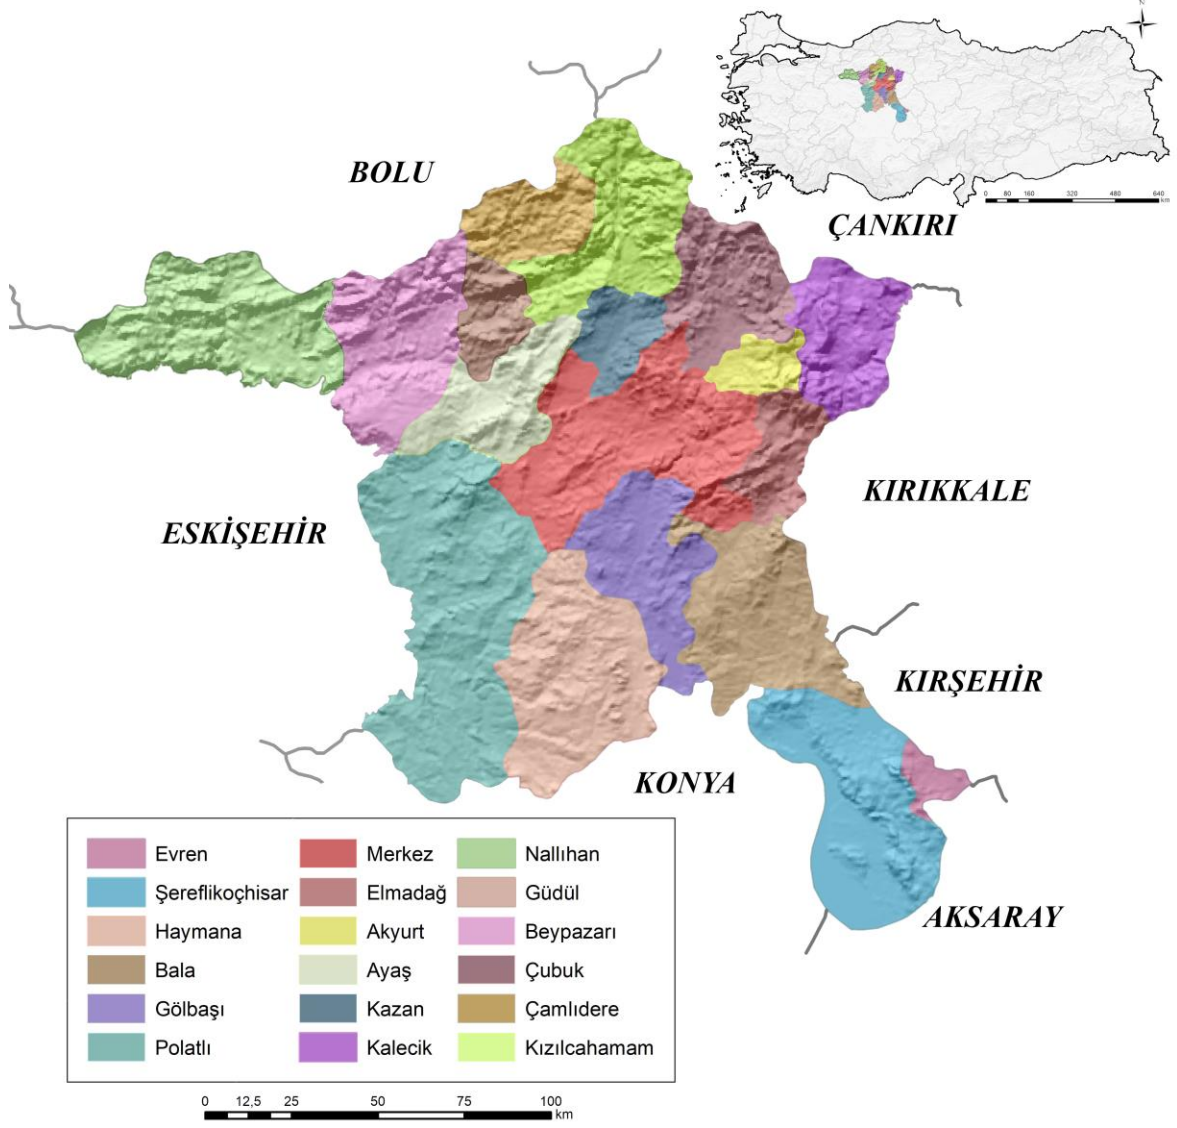 0 80 160 320 480 640
km
BOLU
ÇANKIRI
ESKİŞEHİR
KIRIKKALE
KIRŞEHİR
KONYA
AKSARAY
Evren Merkez Nallıhan
Şereflikoçhisar Elmadağ Güdül
Haymana Akyurt Beypazarı
Bala Ayaş Çubuk
Gölbaşı Kazan Çamlıdere
Polatlı Kalecik Kızılcahamam
0 12,5 25 50 75 100
km